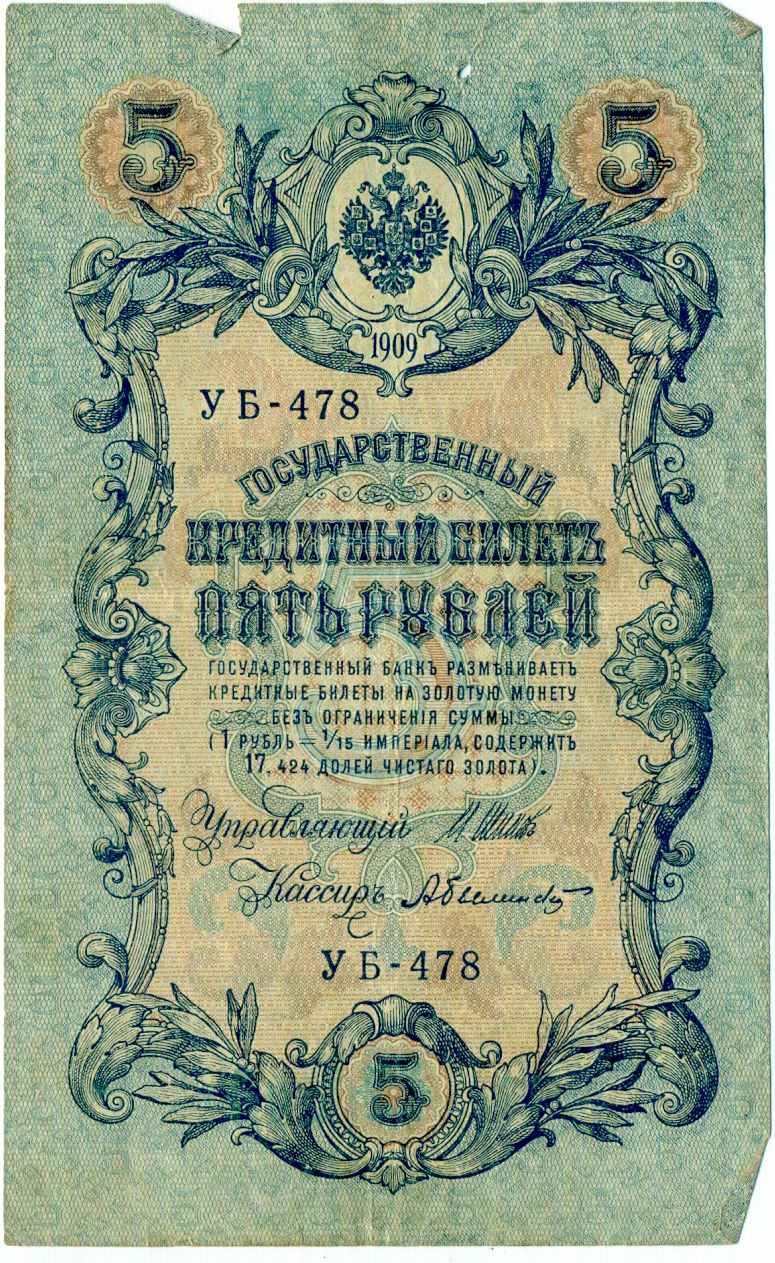 5 5
1909
УБ-478
ГОСУДАРСТВЕННЫЙ
КРЕДИТНЫЙ БИЛЕТЪ
ПЯТЬ РУБЛЕЙ
ГОСУДАРСТВЕННЫЙ БАНКЪ РАЗМѢНИВАЕТЪ
КРЕДИТНЫЕ БИЛЕТЫ НА ЗОЛОТУЮ МОНЕТУ
БЕЗЪ ОГРАНИЧЕНІЯ СУММЫ
(1 РУБЛЬ — 1/15 ИМПЕРІАЛА, СОДЕРЖИТЪ
17,424 ДОЛЕЙ ЧИСТАГО ЗОЛОТА).
Управляющій
Кассиръ
УБ-478
5